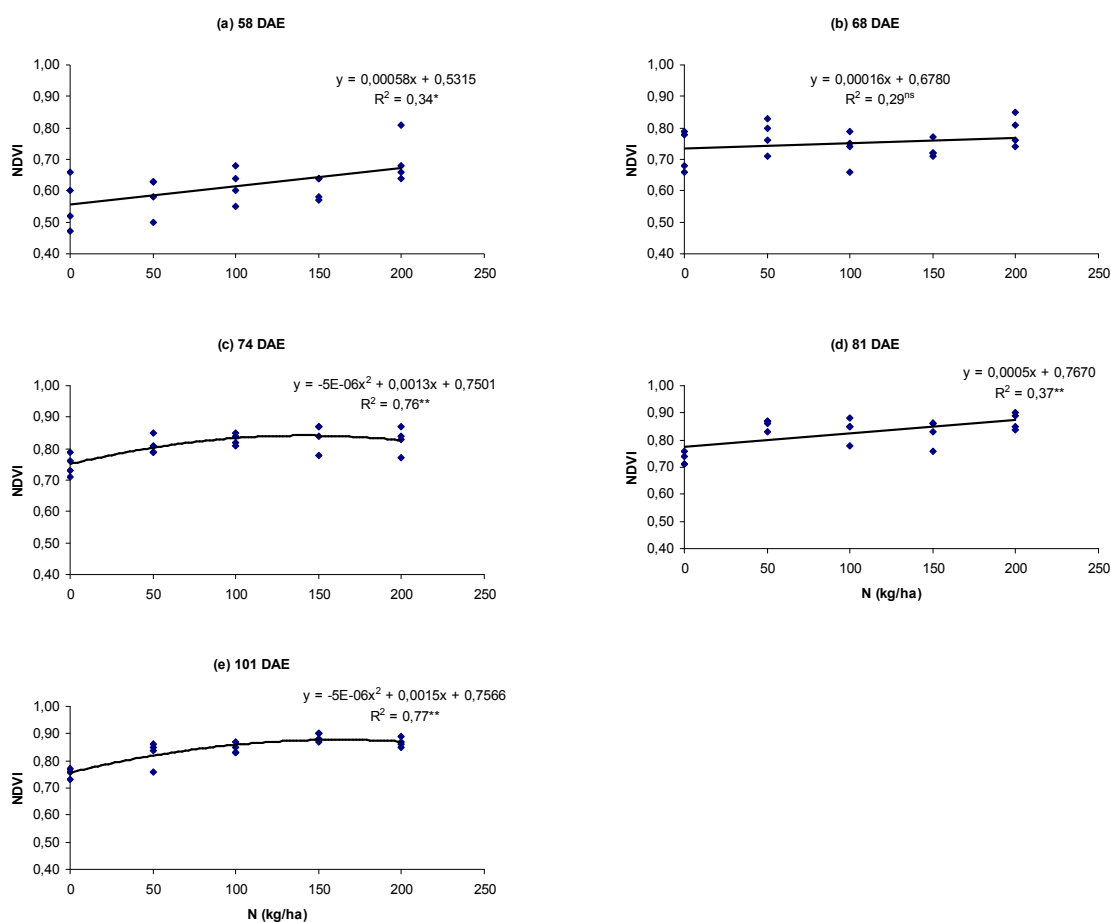 (a) 58 DAE
y = 0,00058x + 0,5315
R² = 0,34*
NDVI
1,00
0,90
0,80
0,70
0,60
0,50
0,40
0 50 100 150 200 250
(b) 68 DAE
y = 0,00016x + 0,6780
R² = 0,29ns
NDVI
1,00
0,90
0,80
0,70
0,60
0,50
0,40
0 50 100 150 200 250
(c) 74 DAE
y = -5E-06x² + 0,0013x + 0,7501
R² = 0,76**
NDVI
1,00
0,90
0,80
0,70
0,60
0,50
0,40
0 50 100 150 200 250
(d) 81 DAE
y = 0,0005x + 0,7670
R² = 0,37**
NDVI
1,00
0,90
0,80
0,70
0,60
0,50
0,40
0 50 100 150 200 250
N (kg/ha)
(e) 101 DAE
y = -5E-06x² + 0,0015x + 0,7566
R² = 0,77**
NDVI
1,00
0,90
0,80
0,70
0,60
0,50
0,40
0 50 100 150 200 250
N (kg/ha)